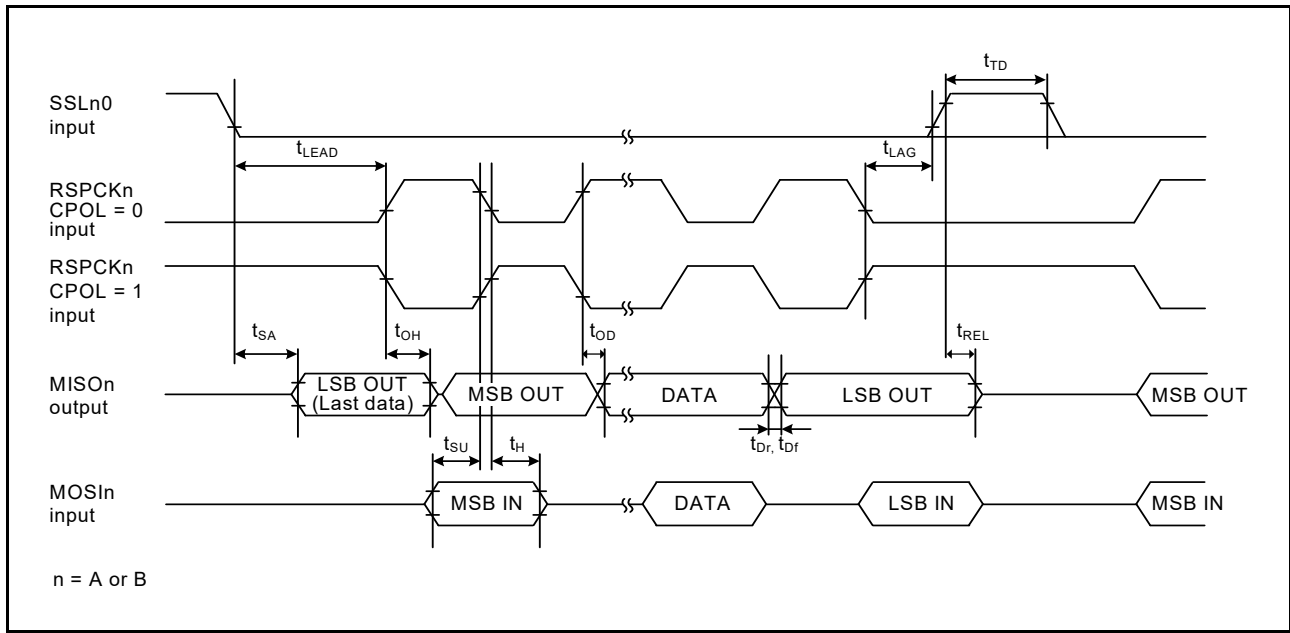 tTD
SSLn0
input
tLEAD
tLAG
RSPCKn
CPOL = 0
input
RSPCKn
CPOL = 1
input
tSA
tOH
tOD
tREL
MISOn
output
LSB OUT
(Last data)
MSB OUT
DATA
LSB OUT
MSB OUT
tSU
tH
tDr, tDf
MOSIn
input
MSB IN
DATA
LSB IN
MSB IN
n = A or B